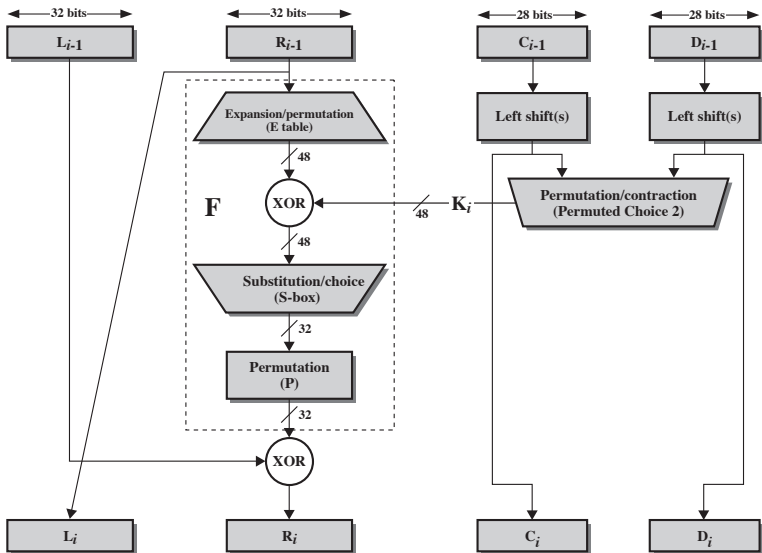 32 bits
32 bits
28 bits
28 bits
Li-1
Ri-1
Ci-1
Di-1
Expansion/permutation
(E table)
Left shift(s)
Left shift(s)
48
F
XOR
48
Ki
Permutation/contraction
(Permuted Choice 2)
48
Substitution/choice
(S-box)
32
Permutation
(P)
32
XOR
Li
Ri
Ci
Di